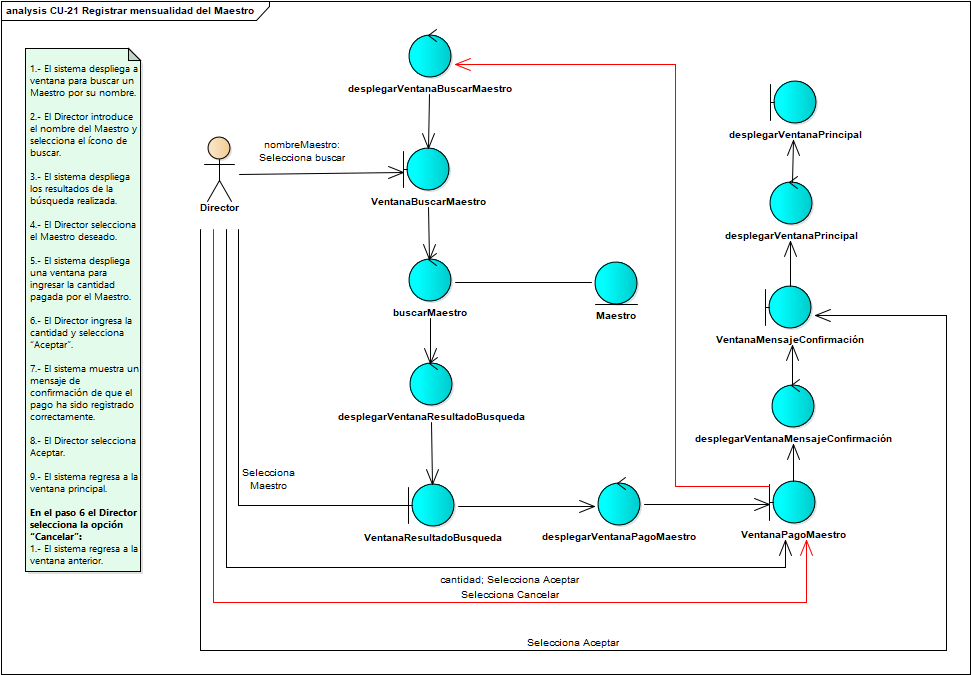 analysis CU-21 Registrar mensualidad del Maestro
1.- El sistema despliega a
ventana para buscar un
Maestro por su nombre.
2.- El Director introduce
el nombre del Maestro y
selecciona el ícono de
buscar.
3.- El sistema despliega
los resultados de la
búsqueda realizada.
4.- El Director selecciona
el Maestro deseado.
5.- El sistema despliega
una ventana para
ingresar la cantidad
pagada por el Maestro.
6.- El Director ingresa la
cantidad y selecciona
“Aceptar”.
7.- El sistema muestra un
mensaje de
confirmación de que el
pago ha sido registrado
correctamente.
8.- El Director selecciona
Aceptar.
9.- El sistema regresa a la
ventana principal.
En el paso 6 el Director
selecciona la opción
“Cancelar”:
1.- El sistema regresa a la
ventana anterior.
Director
nombreMaestro:
Selecciona buscar
desplegarVentanaBuscarMaestro
VentanaBuscarMaestro
buscarMaestro
Maestro
desplegarVentanaResultadoBusqueda
Selecciona
Maestro
VentanaResultadoBusqueda
desplegarVentanaPagoMaestro
VentanaPagoMaestro
desplegarVentanaMensajeConfirmación
VentanaMensajeConfirmación
desplegarVentanaPrincipal
desplegarVentanaPrincipal
cantidad; Selecciona Aceptar
Selecciona Cancelar
Selecciona Aceptar